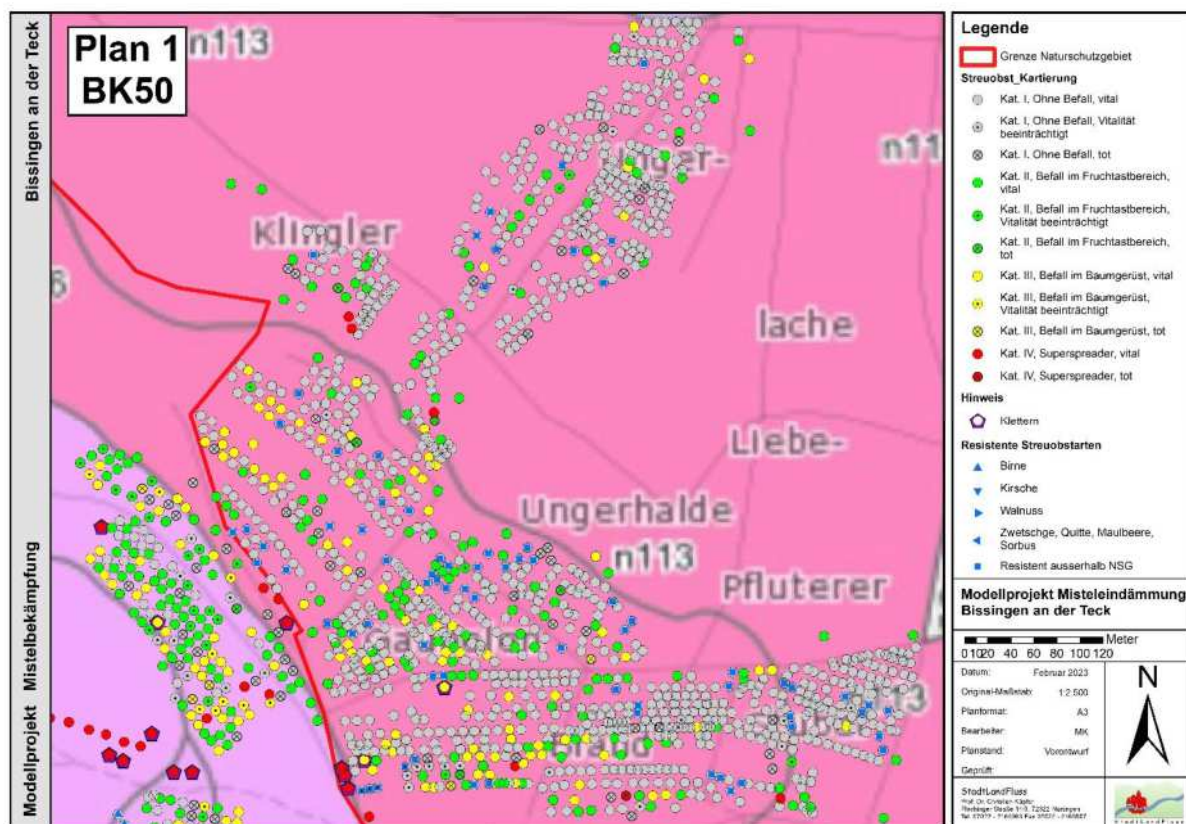 Bissingen an der Teck
Modellprojekt Mistelbekämpfung
Plan 1
BK50
n113
Klingler
lache
Liebe-
Ungerhalde
n113
Pfluterer
Legende
Grenze Naturschutzgebiet
Streuobst_Kartierung
Kat. I, Ohne Befall, vital
Kat. I, Ohne Befall, Vitalität
beeinträchtigt
Kat. I, Ohne Befall, tot
Kat. II, Befall im Fruchtastbereich,
vital
Kat. II, Befall im Fruchtastbereich,
Vitalität beeinträchtigt
Kat. II, Befall im Fruchtastbereich,
tot
Kat. III, Befall im Baumgerüst, vital
Kat. III, Befall im Baumgerüst,
Vitalität beeinträchtigt
Kat. III, Befall im Baumgerüst, tot
Kat. IV, Superspreader, vital
Kat. IV, Superspreader, tot
Hinweis
Klettern
Resistente Streuobstarten
Birne
Kirsche
Walnuss
Zwetschge, Quitte, Maulbeere,
Sorbus
Resistent ausserhalb NSG
Modellprojekt Misteleindämmung
Bissingen an der Teck
Meter
0 10 20 40 60 80 100 120
Datum: Februar 2023
Original-Maßstab: 1:2.500
Planformat: A3
Bearbeiter: MK
Planstand: Vorentwurf
Geprüft:
N
StadtLandFluss
StadtLandFluss